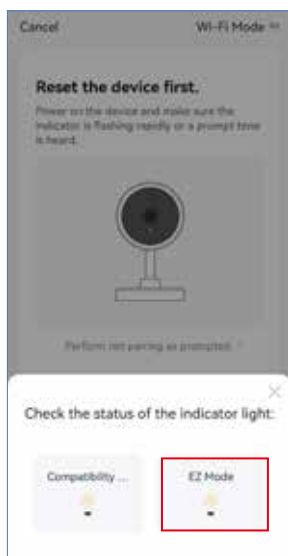 Cancel
Wi-Fi Mode
Reset the device first.
Power on the device and make sure the
indicator is flashing rapidly or a prompt tone
is heard.
Perform net pairing as prompted.
Check the status of the indicator light:
Compatibility ...
EZ Mode